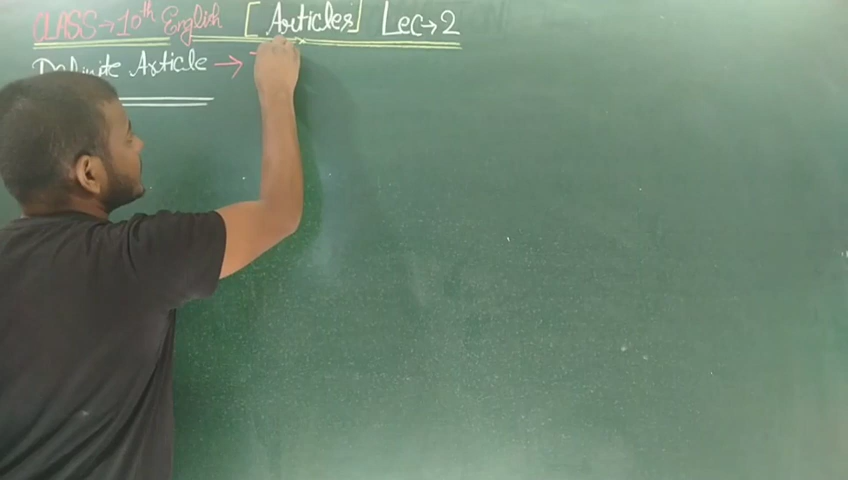 CLASS→10th English [Articles] Lec→2
Definite Article →